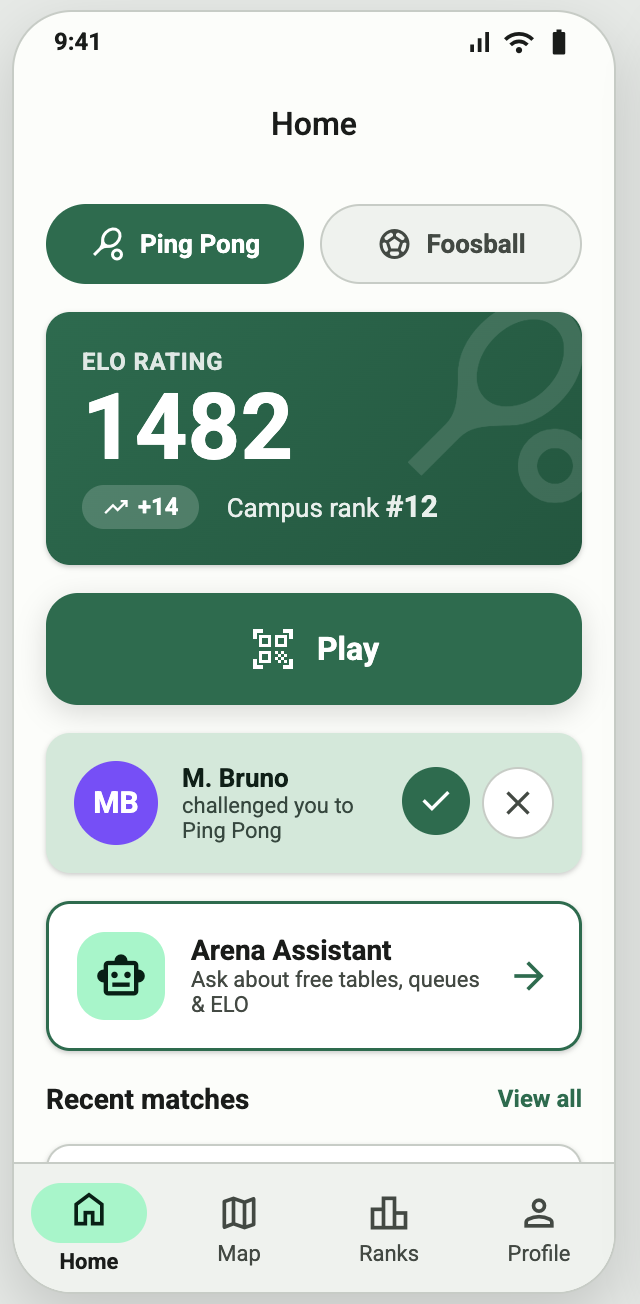 9:41
Home
Ping Pong
Foosball
ELO RATING
1482
+14
Campus rank #12
Play
MB
M. Bruno
challenged you to
Ping Pong
Arena Assistant
Ask about free tables, queues
& ELO
Recent matches
View all
Home
Map
Ranks
Profile